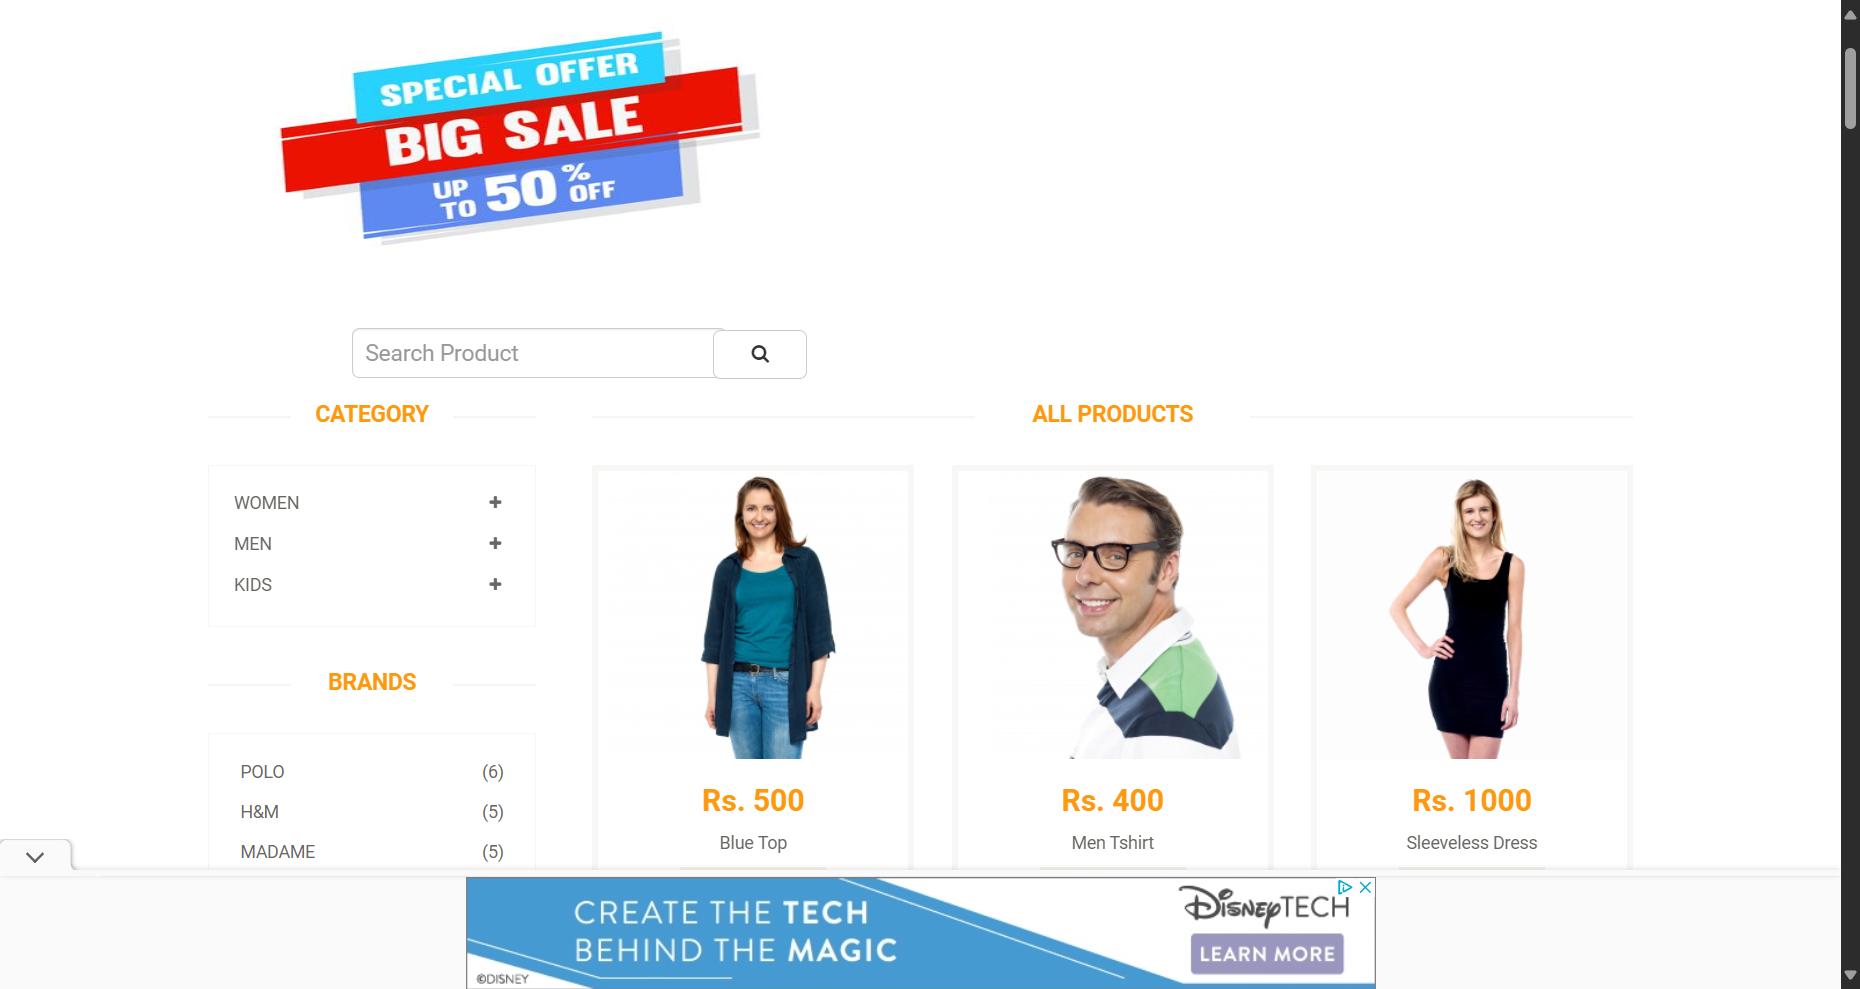 SPECIAL OFFER
BIG SALE
UP TO 50% OFF
Search Product
CATEGORY
WOMEN
MEN
KIDS
BRANDS
POLO (6)
H&M (5)
MADAME (5)
ALL PRODUCTS
Rs. 500
Blue Top
Rs. 400
Men Tshirt
Rs. 1000
Sleeveless Dress
CREATE THE TECH
BEHIND THE MAGIC
©DISNEY
DISNEYTECH
LEARN MORE